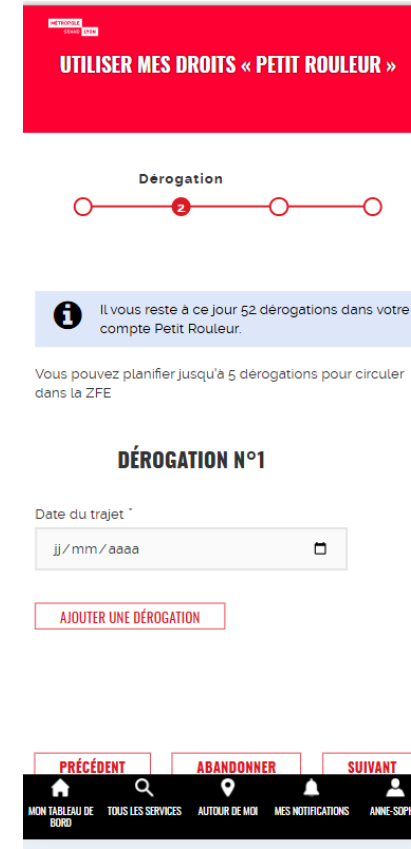 MÉTROPOLE
GRAND LYON
UTILISER MES DROITS « PETIT ROULEUR »
Dérogation
2
Il vous reste à ce jour 52 dérogations dans votre
compte Petit Rouleur.
Vous pouvez planifier jusqu'à 5 dérogations pour circuler
dans la ZFE
DÉROGATION N°1
Date du trajet *
jj/mm/aaaa
AJOUTER UNE DÉROGATION
PRÉCÉDENT ABANDONNER SUIVANT
MON TABLEAU DE TOUS LES SERVICES AUTOUR DE MOI MES NOTIFICATIONS ANNE-SOPH
BORD